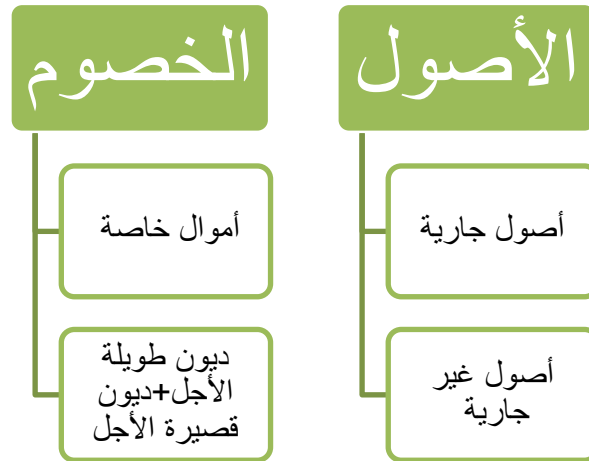 الأصول
أصول جارية
أصول غير
جارية
الخصوم
أموال خاصة
ديون طويلة
الأجل+ديون
قصيرة الأجل